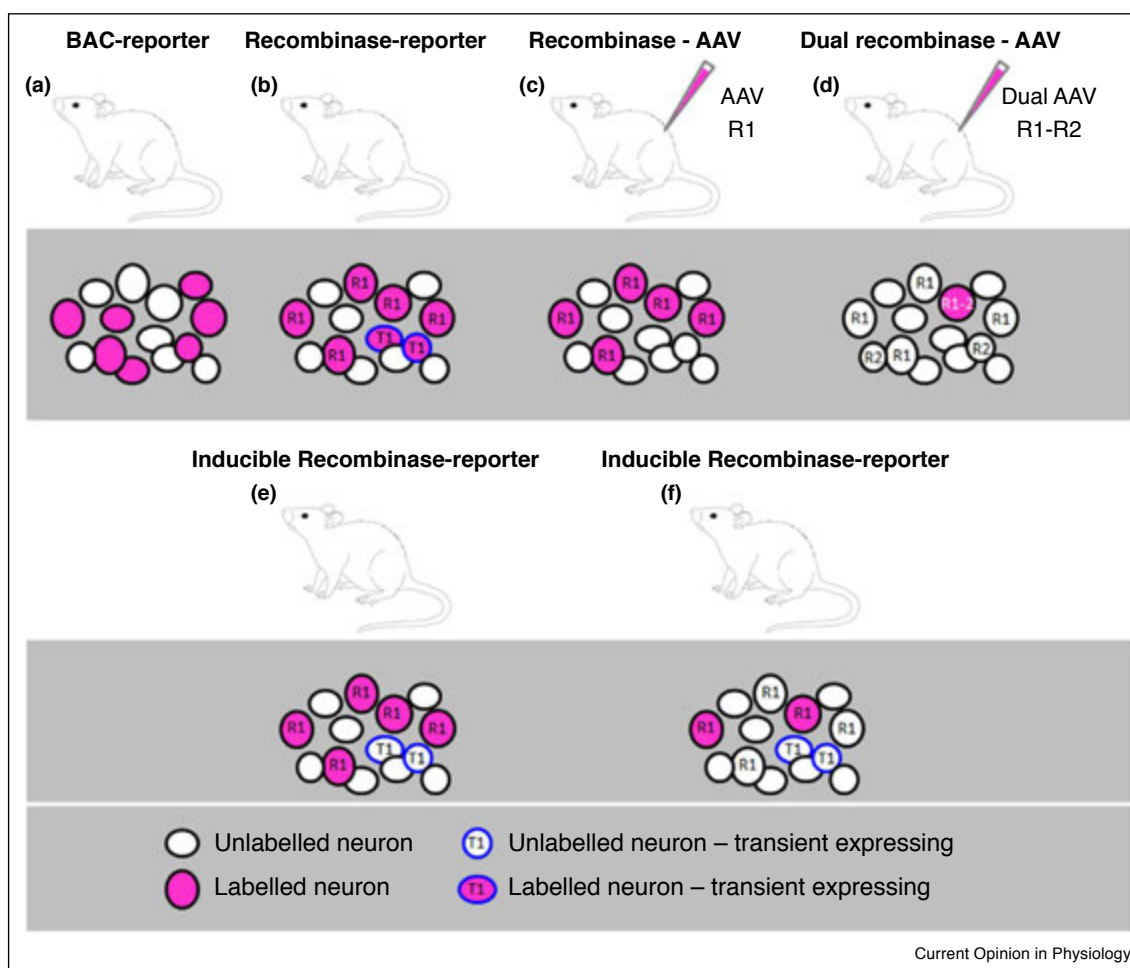 BAC-reporter Recombinase-reporter Recombinase - AAV Dual recombinase - AAV
(a) (b) (c) (d)
AAV
R1
Dual AAV
R1-R2
R1 R1 R1 R1 R1 T1 T1
R1 R1 R1 R1 R1
R1 R1-2 R1 R1 R2 R1 R2
Inducible Recombinase-reporter Inducible Recombinase-reporter
(e) (f)
R1 R1 R1 R1 T1 T1 R1
R1 R1 R1 R1 T1 T1 R1
Unlabelled neuron T1 Unlabelled neuron – transient expressing
Labelled neuron T1 Labelled neuron – transient expressing
Current Opinion in Physiology